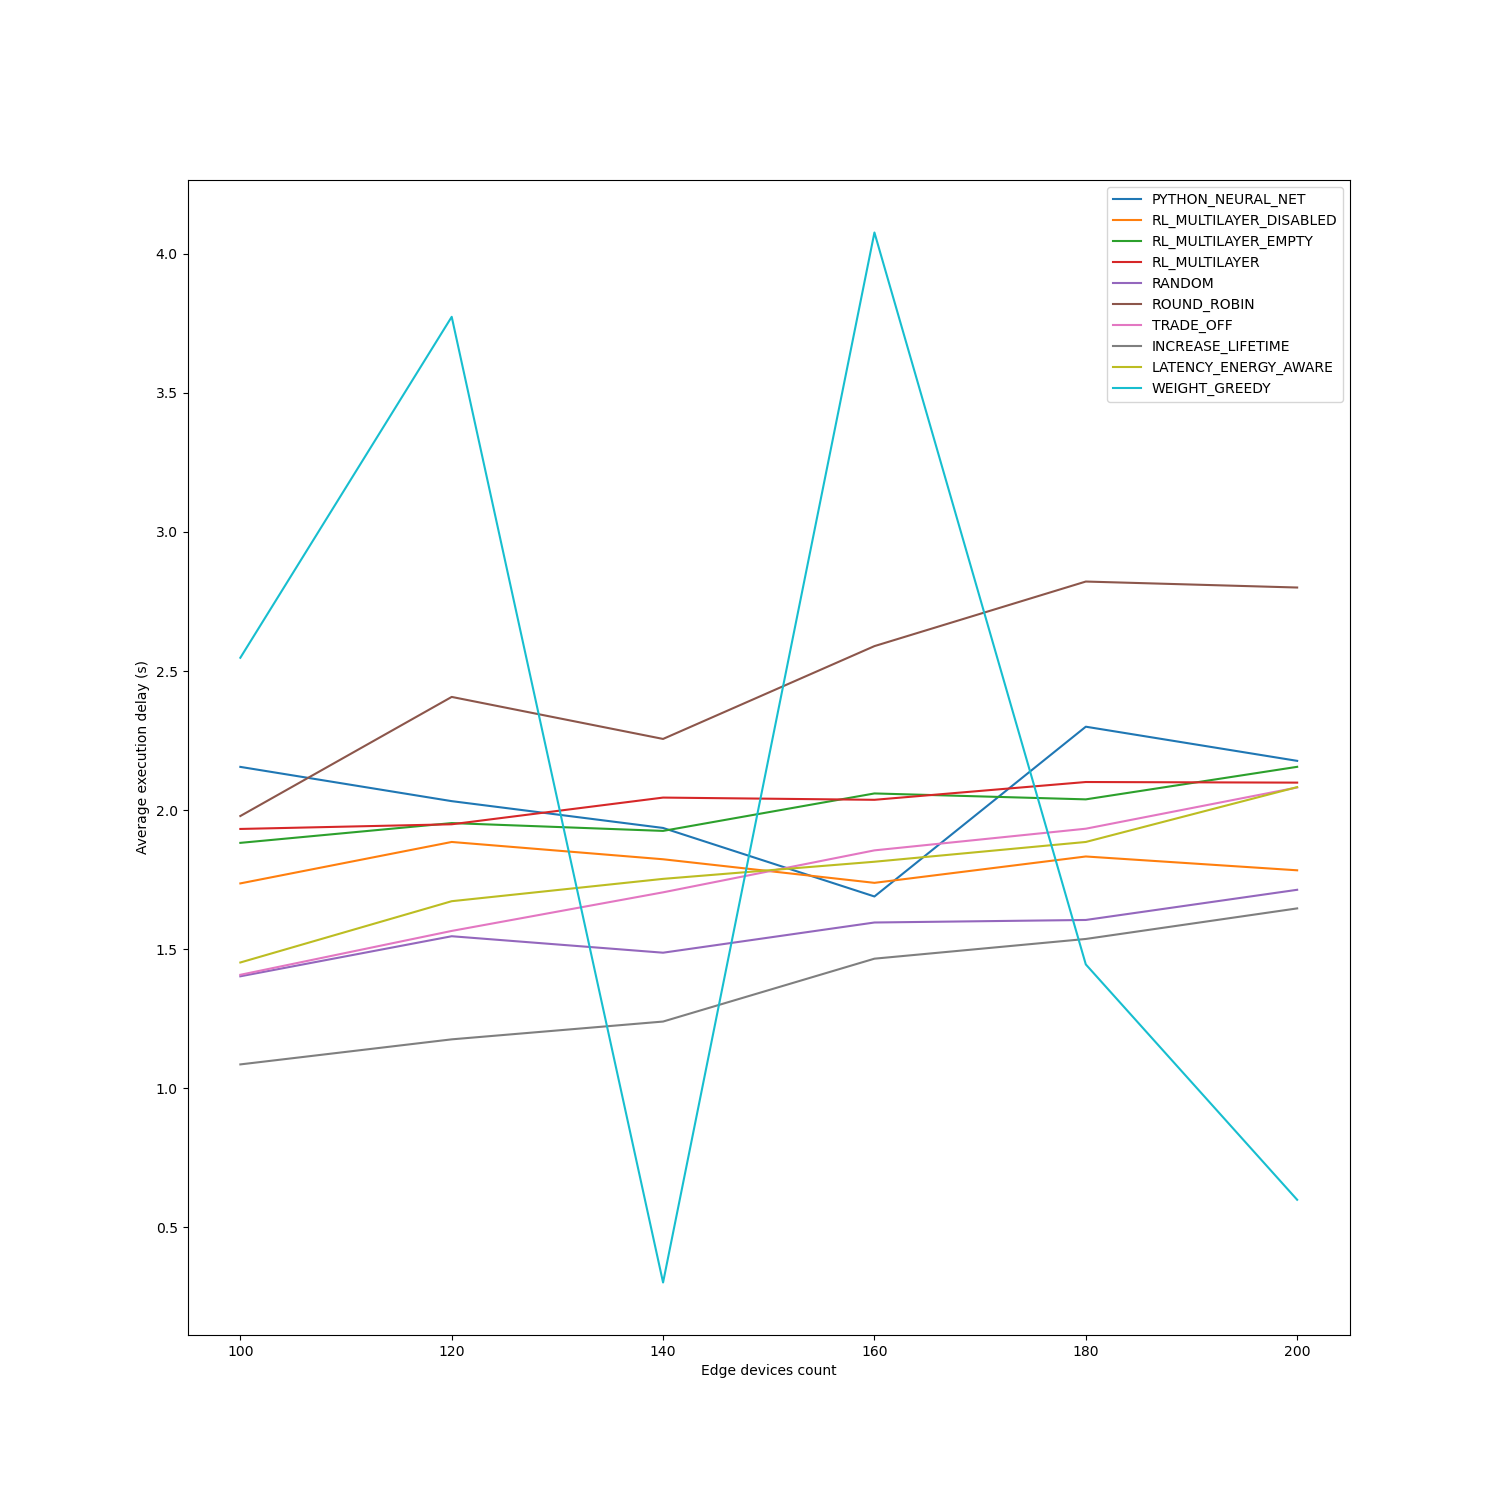 PYTHON_NEURAL_NET
RL_MULTILAYER_DISABLED
RL_MULTILAYER_EMPTY
RL_MULTILAYER
RANDOM
ROUND_ROBIN
TRADE_OFF
INCREASE_LIFETIME
LATENCY_ENERGY_AWARE
WEIGHT_GREEDY
4.0
3.5
3.0
2.5
2.0
1.5
1.0
0.5
Average execution delay (s)
100 120 140 160 180 200
Edge devices count